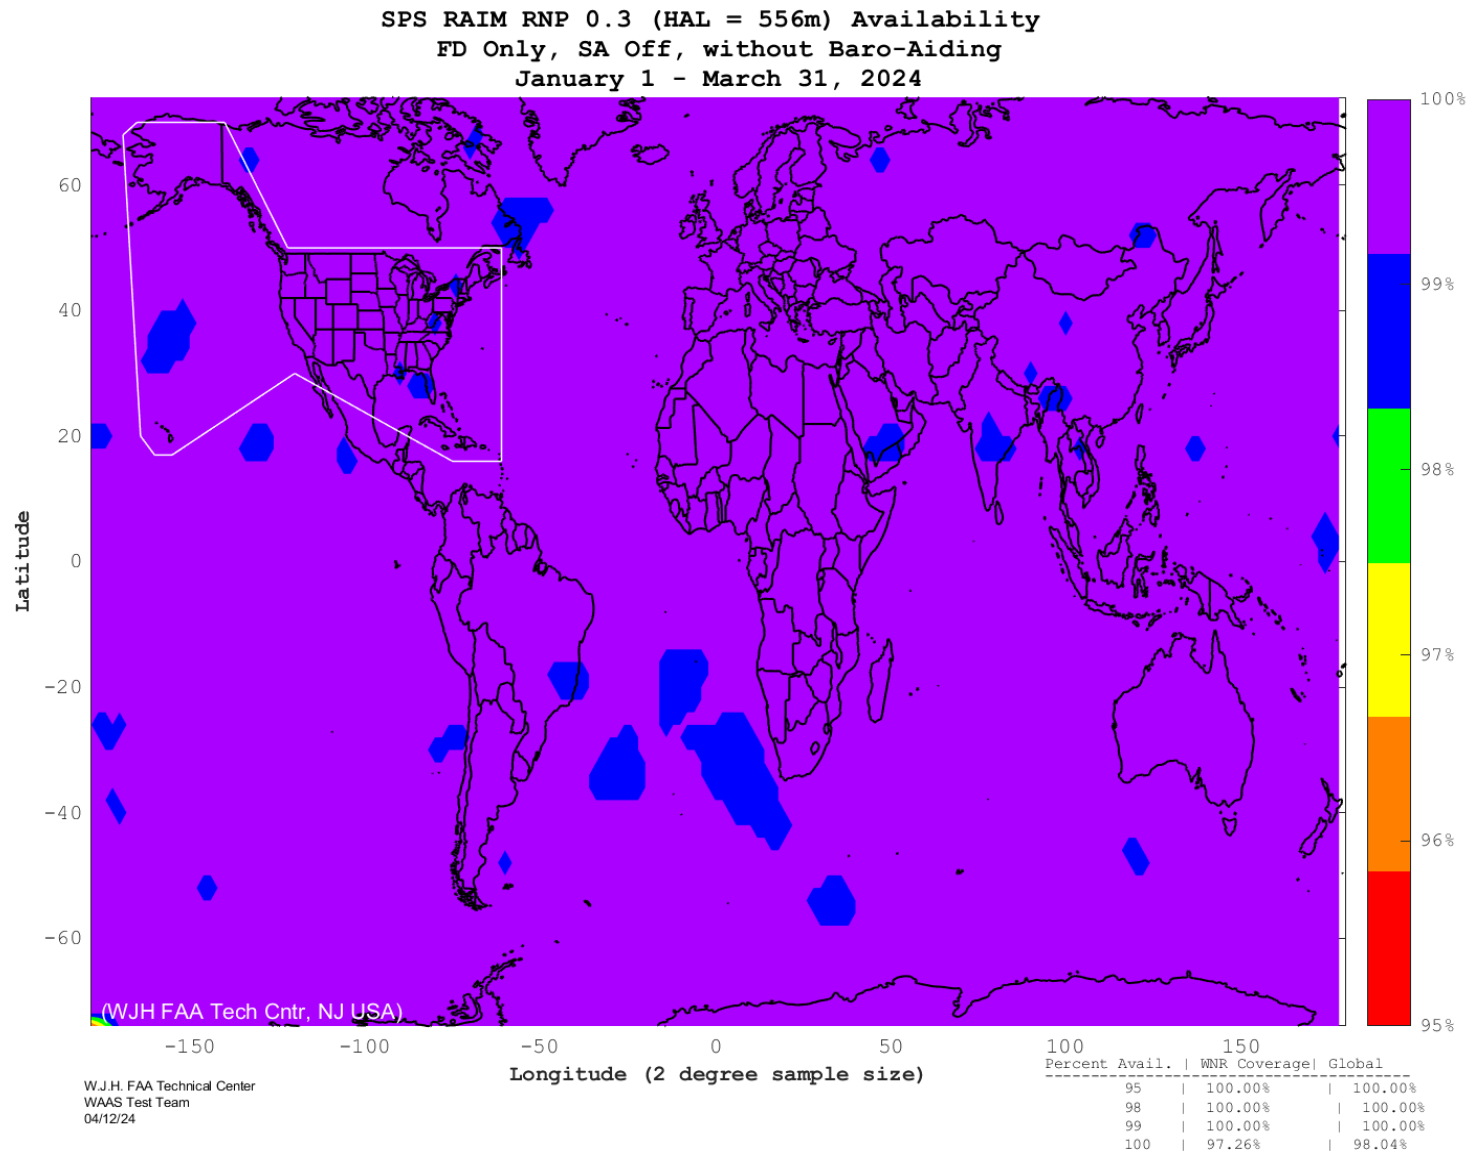 SPS RAIM RNP 0.3 (HAL = 556m) Availability
FD Only, SA Off, without Baro-Aiding
January 1 - March 31, 2024
100%
99%
98%
97%
96%
95%
60
40
20
0
-20
-40
-60
Latitude
(WJH FAA Tech Cntr, NJ USA)
-150 -100 -50 0 50 100 150
Longitude (2 degree sample size)
W.J.H. FAA Technical Center
WAAS Test Team
04/12/24
Percent Avail. | WNR Coverage| Global
95 | 100.00% | 100.00%
98 | 100.00% | 100.00%
99 | 100.00% | 100.00%
100 | 97.26% | 98.04%